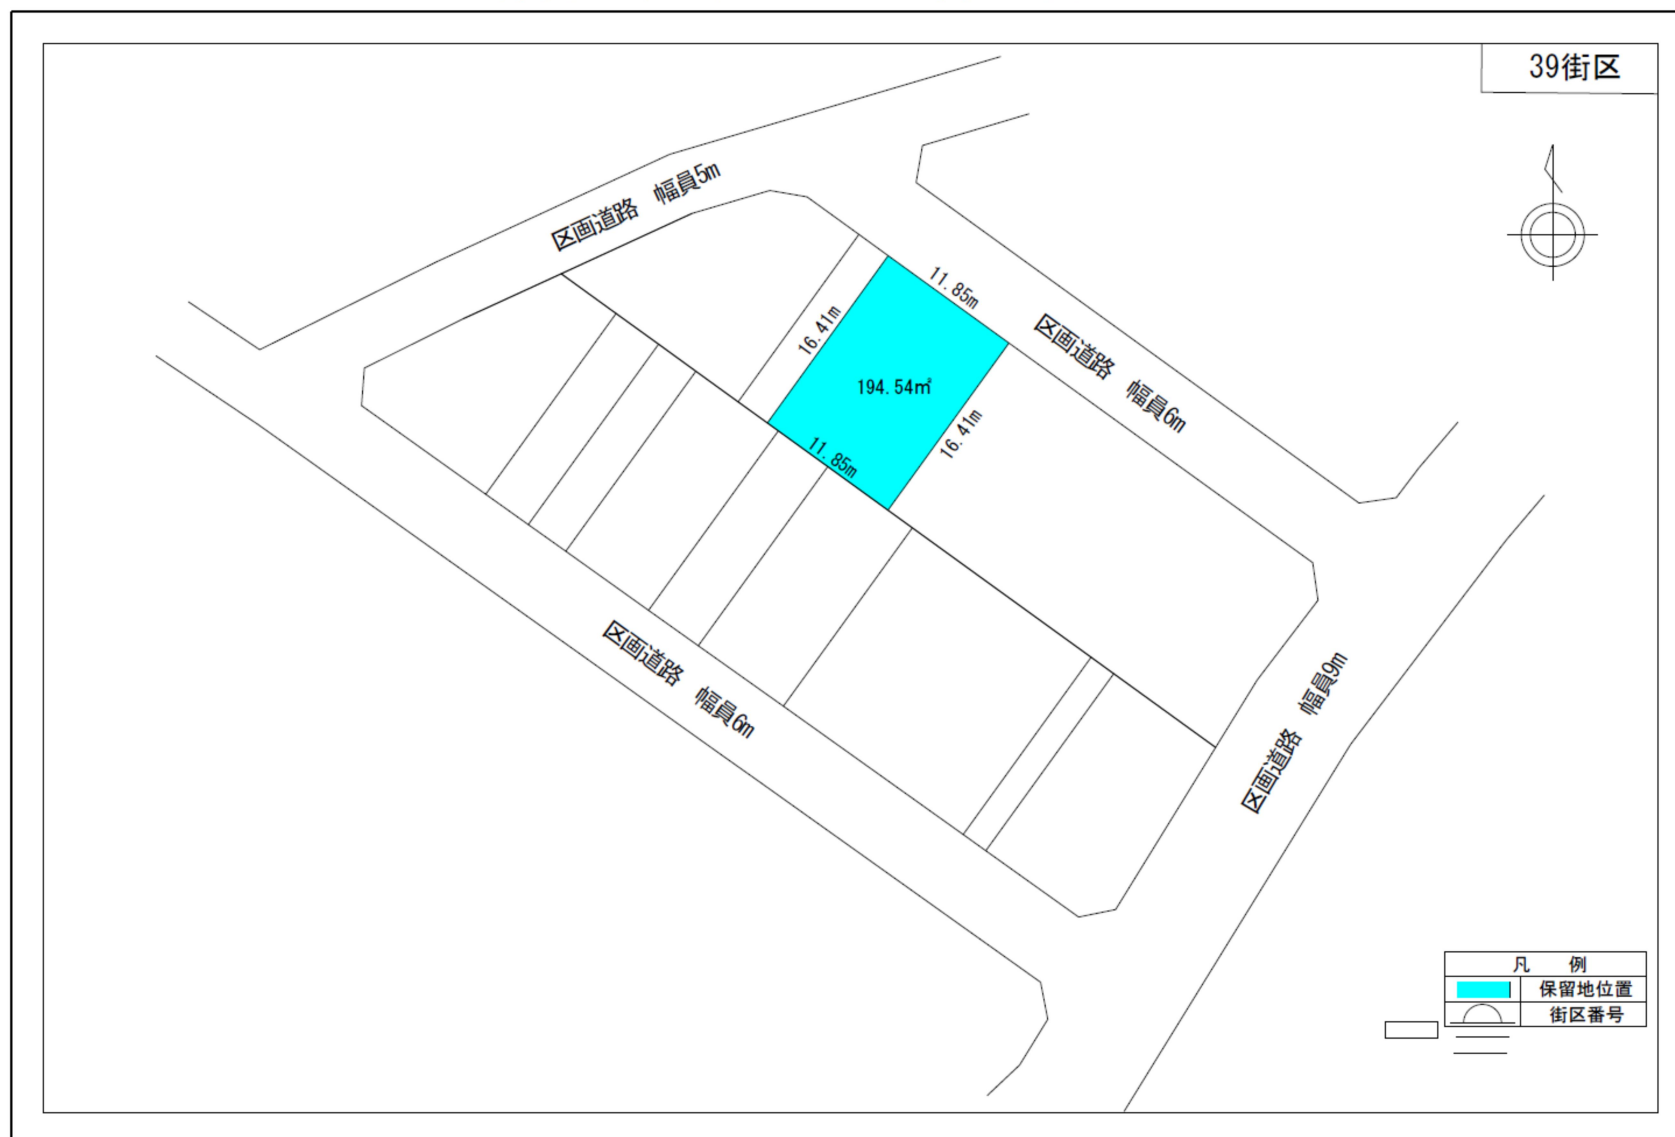 39街区
区画道路　幅員5m
11.85m
16.41m
区画道路　幅員6m
194.54㎡
16.41m
11.85m
区画道路　幅員6m
区画道路　幅員9m
凡　例
保留地位置
街区番号